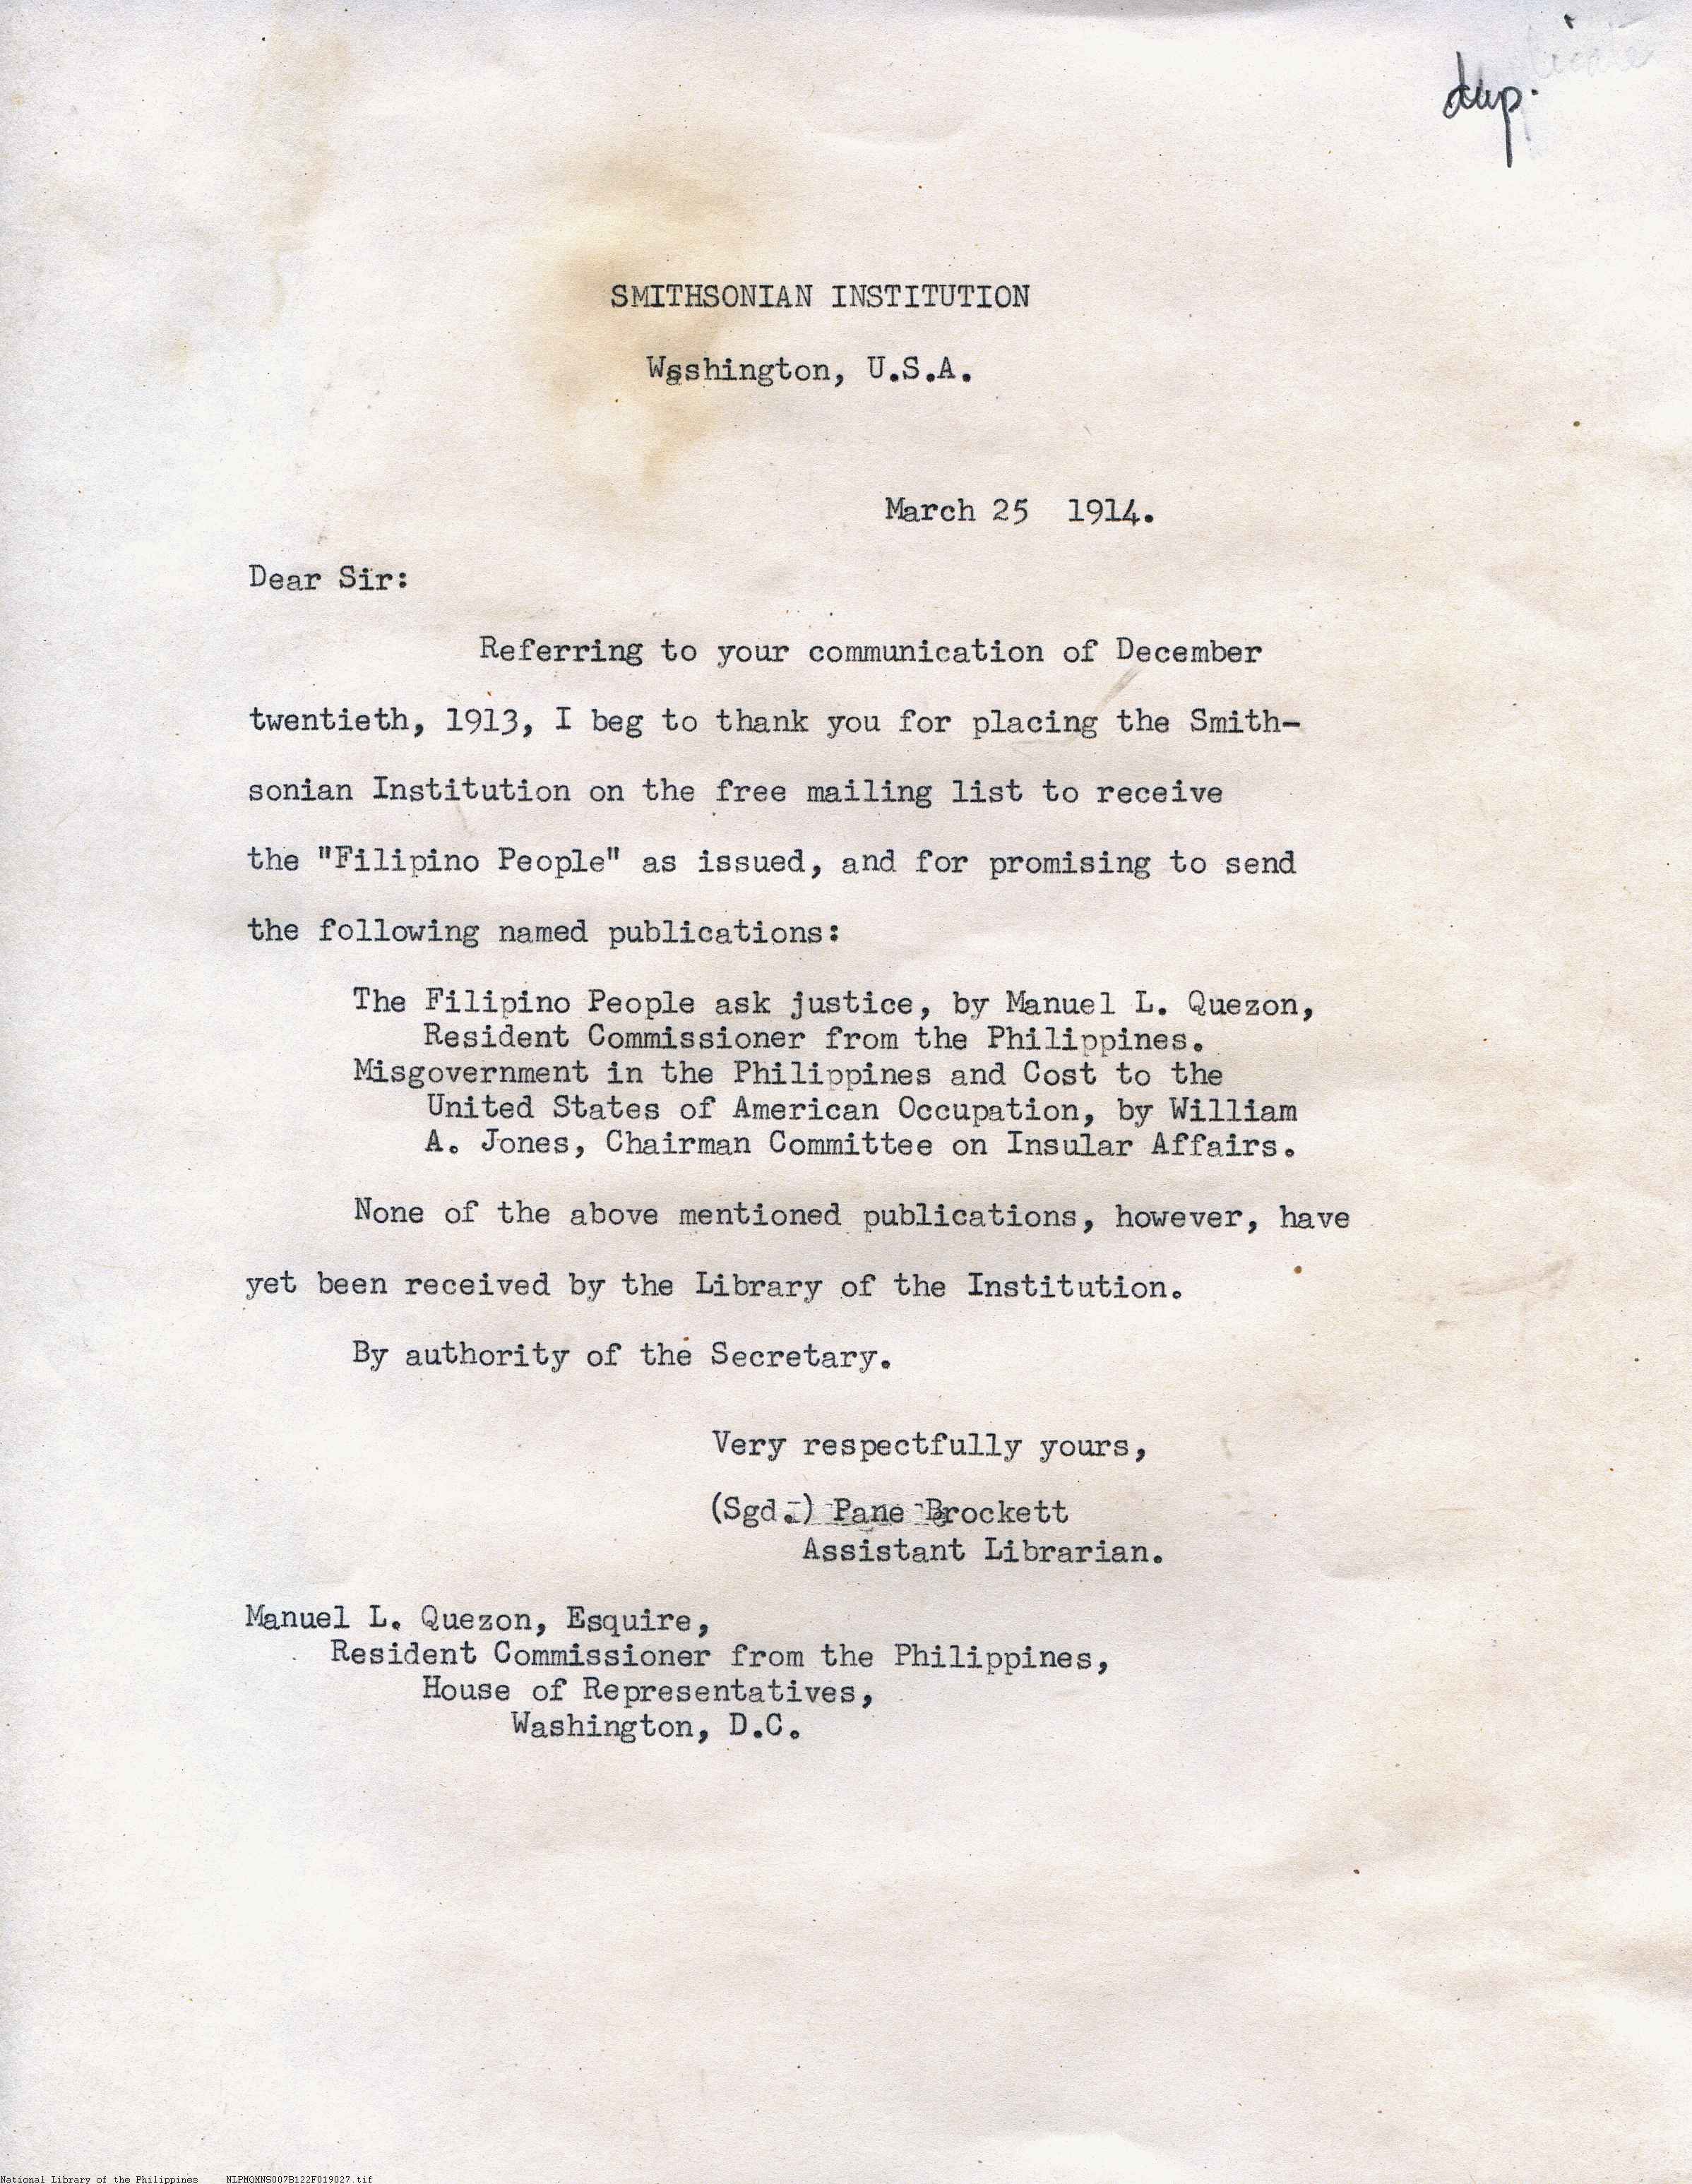 dup.
SMITHSONIAN INSTITUTION
Washington, U.S.A.
March 25 1914.
Dear Sir:
Referring to your communication of December
twentieth, 1913, I beg to thank you for placing the Smith-
sonian Institution on the free mailing list to receive
the "Filipino People" as issued, and for promising to send
the following named publications:
The Filipino People ask justice, by Manuel L. Quezon,
Resident Commissioner from the Philippines.
Misgovernment in the Philippines and Cost to the
United States of American Occupation, by William
A. Jones, Chairman Committee on Insular Affairs.
None of the above mentioned publications, however, have
yet been received by the Library of the Institution.
By authority of the Secretary.
Very respectfully yours,
(Sgd.) Pane Brockett
Assistant Librarian.
Manuel L. Quezon, Esquire,
Resident Commissioner from the Philippines,
House of Representatives,
Washington, D.C.
National Library of the Philippines NLPMQMNS007B122F019027.tif